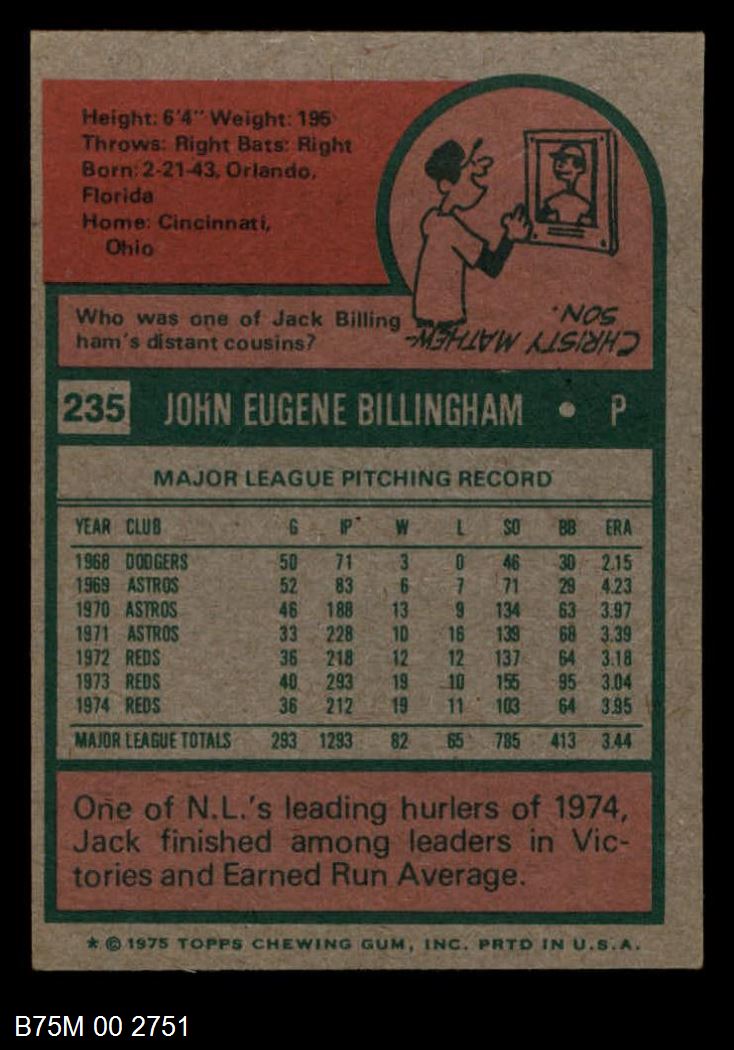 Height: 6'4" Weight: 195
Throws: Right Bats: Right
Born: 2-21-43, Orlando,
Florida
Home: Cincinnati,
Ohio
Who was one of Jack Billing
ham's distant cousins?
CHRISTY MATHEW-
SON.
235 JOHN EUGENE BILLINGHAM • P
MAJOR LEAGUE PITCHING RECORD
YEAR CLUB G IP W L SO BB ERA
1968 DODGERS 50 71 3 0 46 30 2.15
1969 ASTROS 52 83 6 7 71 29 4.23
1970 ASTROS 46 188 13 9 134 63 3.97
1971 ASTROS 33 228 10 16 139 68 3.39
1972 REDS 36 218 12 12 137 64 3.18
1973 REDS 40 293 19 10 155 95 3.04
1974 REDS 36 212 19 11 103 64 3.95
MAJOR LEAGUE TOTALS 293 1293 82 65 785 413 3.44
One of N.L.'s leading hurlers of 1974,
Jack finished among leaders in Vic-
tories and Earned Run Average.
* © 1975 TOPPS CHEWING GUM, INC. PRTD IN U.S.A.
B75M 00 2751